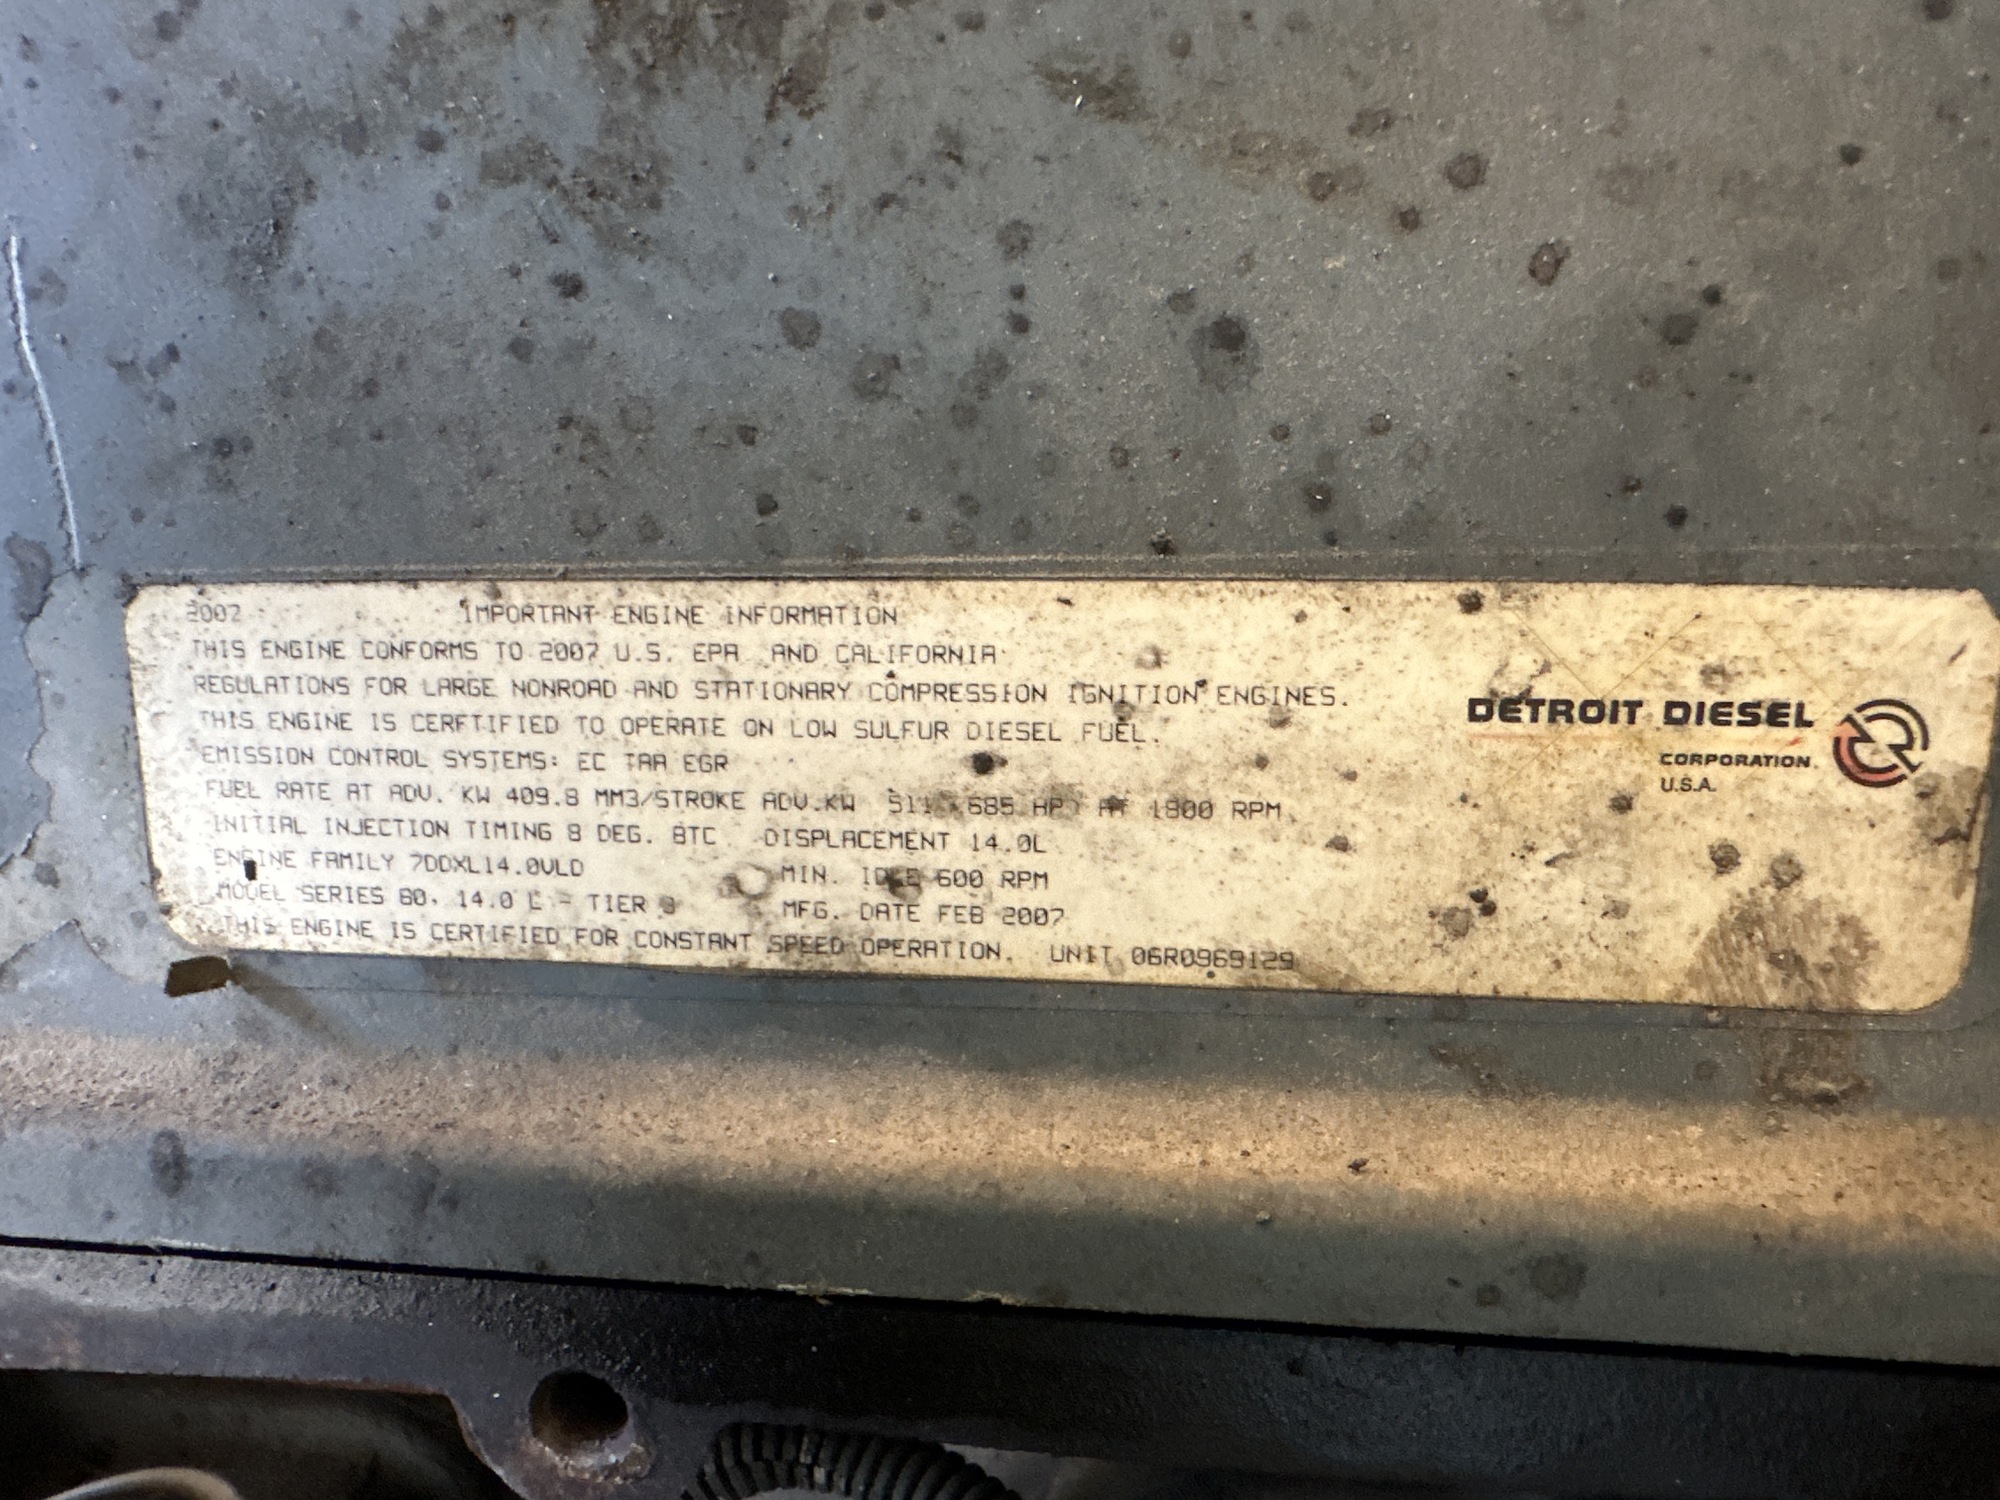 2007 IMPORTANT ENGINE INFORMATION
THIS ENGINE CONFORMS TO 2007 U.S. EPA AND CALIFORNIA
REGULATIONS FOR LARGE NONROAD AND STATIONARY COMPRESSION IGNITION ENGINES.
THIS ENGINE IS CERFTIFIED TO OPERATE ON LOW SULFUR DIESEL FUEL.
EMISSION CONTROL SYSTEMS: EC TAA EGR
FUEL RATE AT ADV. KW 409.8 MM3/STROKE ADV.KW 511 685 HP) AT 1800 RPM
INITIAL INJECTION TIMING 8 DEG. BTC DISPLACEMENT 14.0L
ENGINE FAMILY 7DDXL14.0VLD MIN. IDLE 600 RPM
MODEL SERIES 60, 14.0 L - TIER 3 MFG. DATE FEB 2007
THIS ENGINE IS CERTIFIED FOR CONSTANT SPEED OPERATION. UNIT 06R0969129
DETROIT DIESEL
CORPORATION
U.S.A.